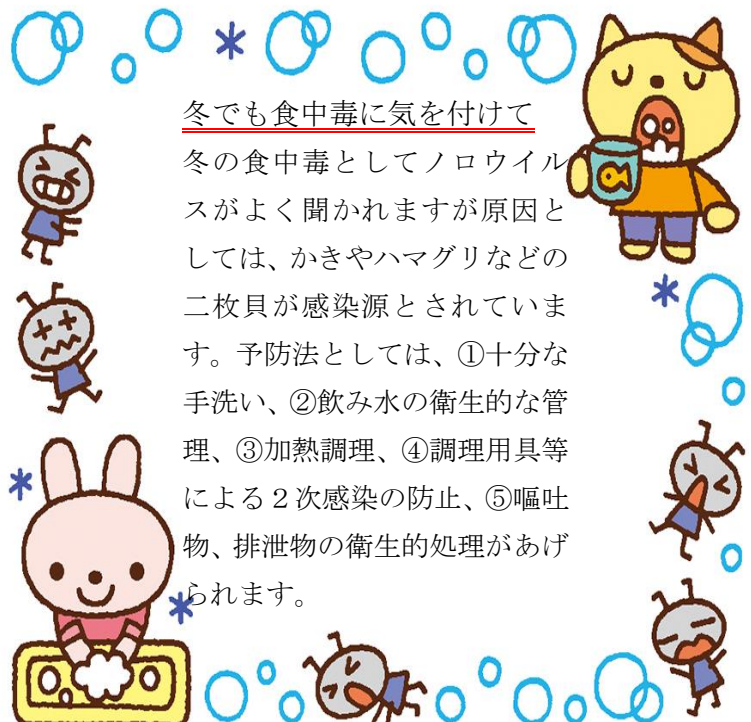 冬でも食中毒に気を付けて
冬の食中毒としてノロウイル
スがよく聞かれますが原因と
しては、かきやハマグリなどの
二枚貝が感染源とされていま
す。予防法としては、①十分な
手洗い、②飲み水の衛生的な管
理、③加熱調理、④調理用具等
による２次感染の防止、⑤嘔吐
物、排泄物の衛生的処理があげ
られます。